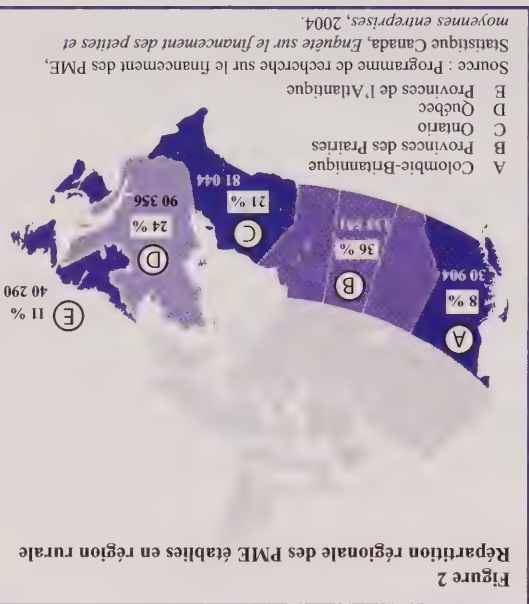 Figure 2
Répartition régionale des PME établies en région rurale
A
8 %
30 904
B
36 %
C
21 %
81 044
D
24 %
90 356
E
11 %
40 290
A Colombie-Britannique
B Provinces des Prairies
C Ontario
D Québec
E Provinces de l'Atlantique
Source : Programme de recherche sur le financement des PME,
Statistique Canada, Enquête sur le financement des petites et
moyennes entreprises, 2004.